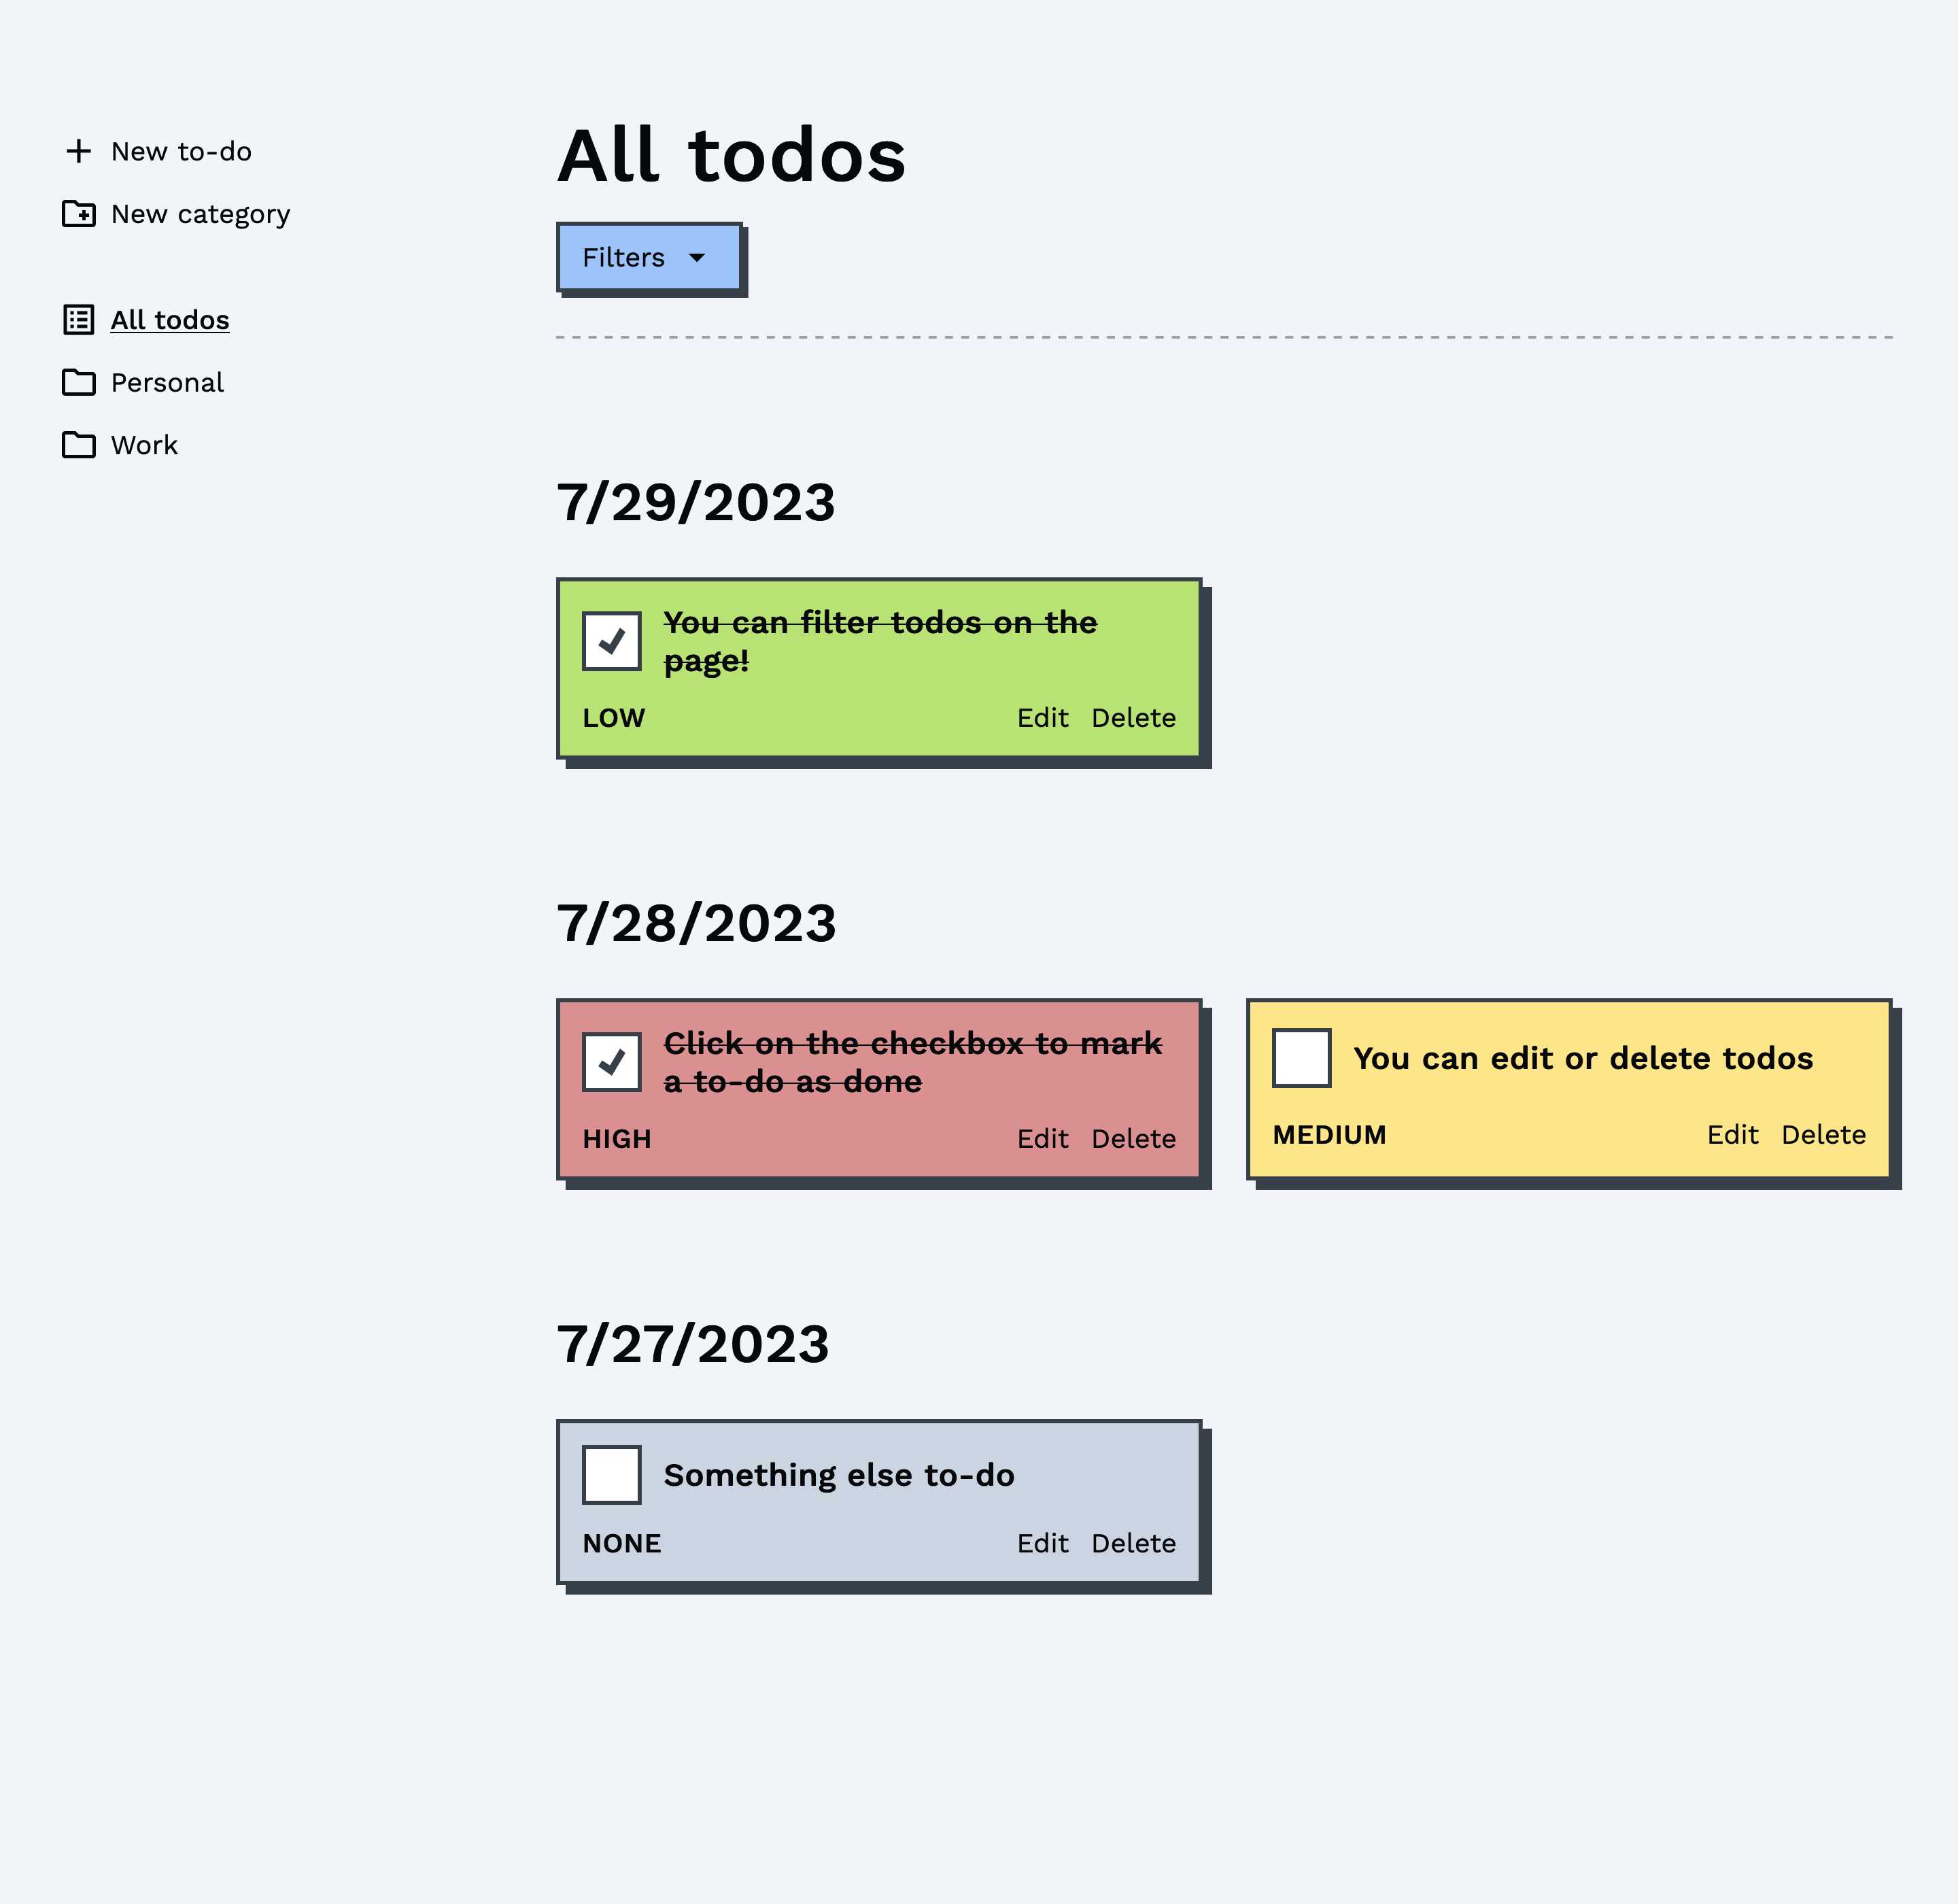 New to-do
New category
All todos
Personal
Work
All todos
Filters
7/29/2023
You can filter todos on the
page!
LOW
Edit Delete
7/28/2023
Click on the checkbox to mark
a to-do as done
HIGH
Edit Delete
You can edit or delete todos
MEDIUM
Edit Delete
7/27/2023
Something else to-do
NONE
Edit Delete